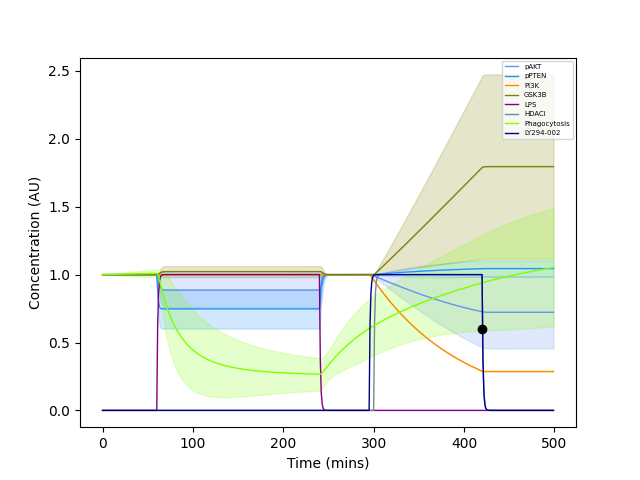 2.5
2.0
1.5
1.0
0.5
0.0
Concentration (AU)
pAKT
pPTEN
PI3K
GSK3B
LPS
HDACi
Phagocytosis
LY294-002
0 100 200 300 400 500
Time (mins)